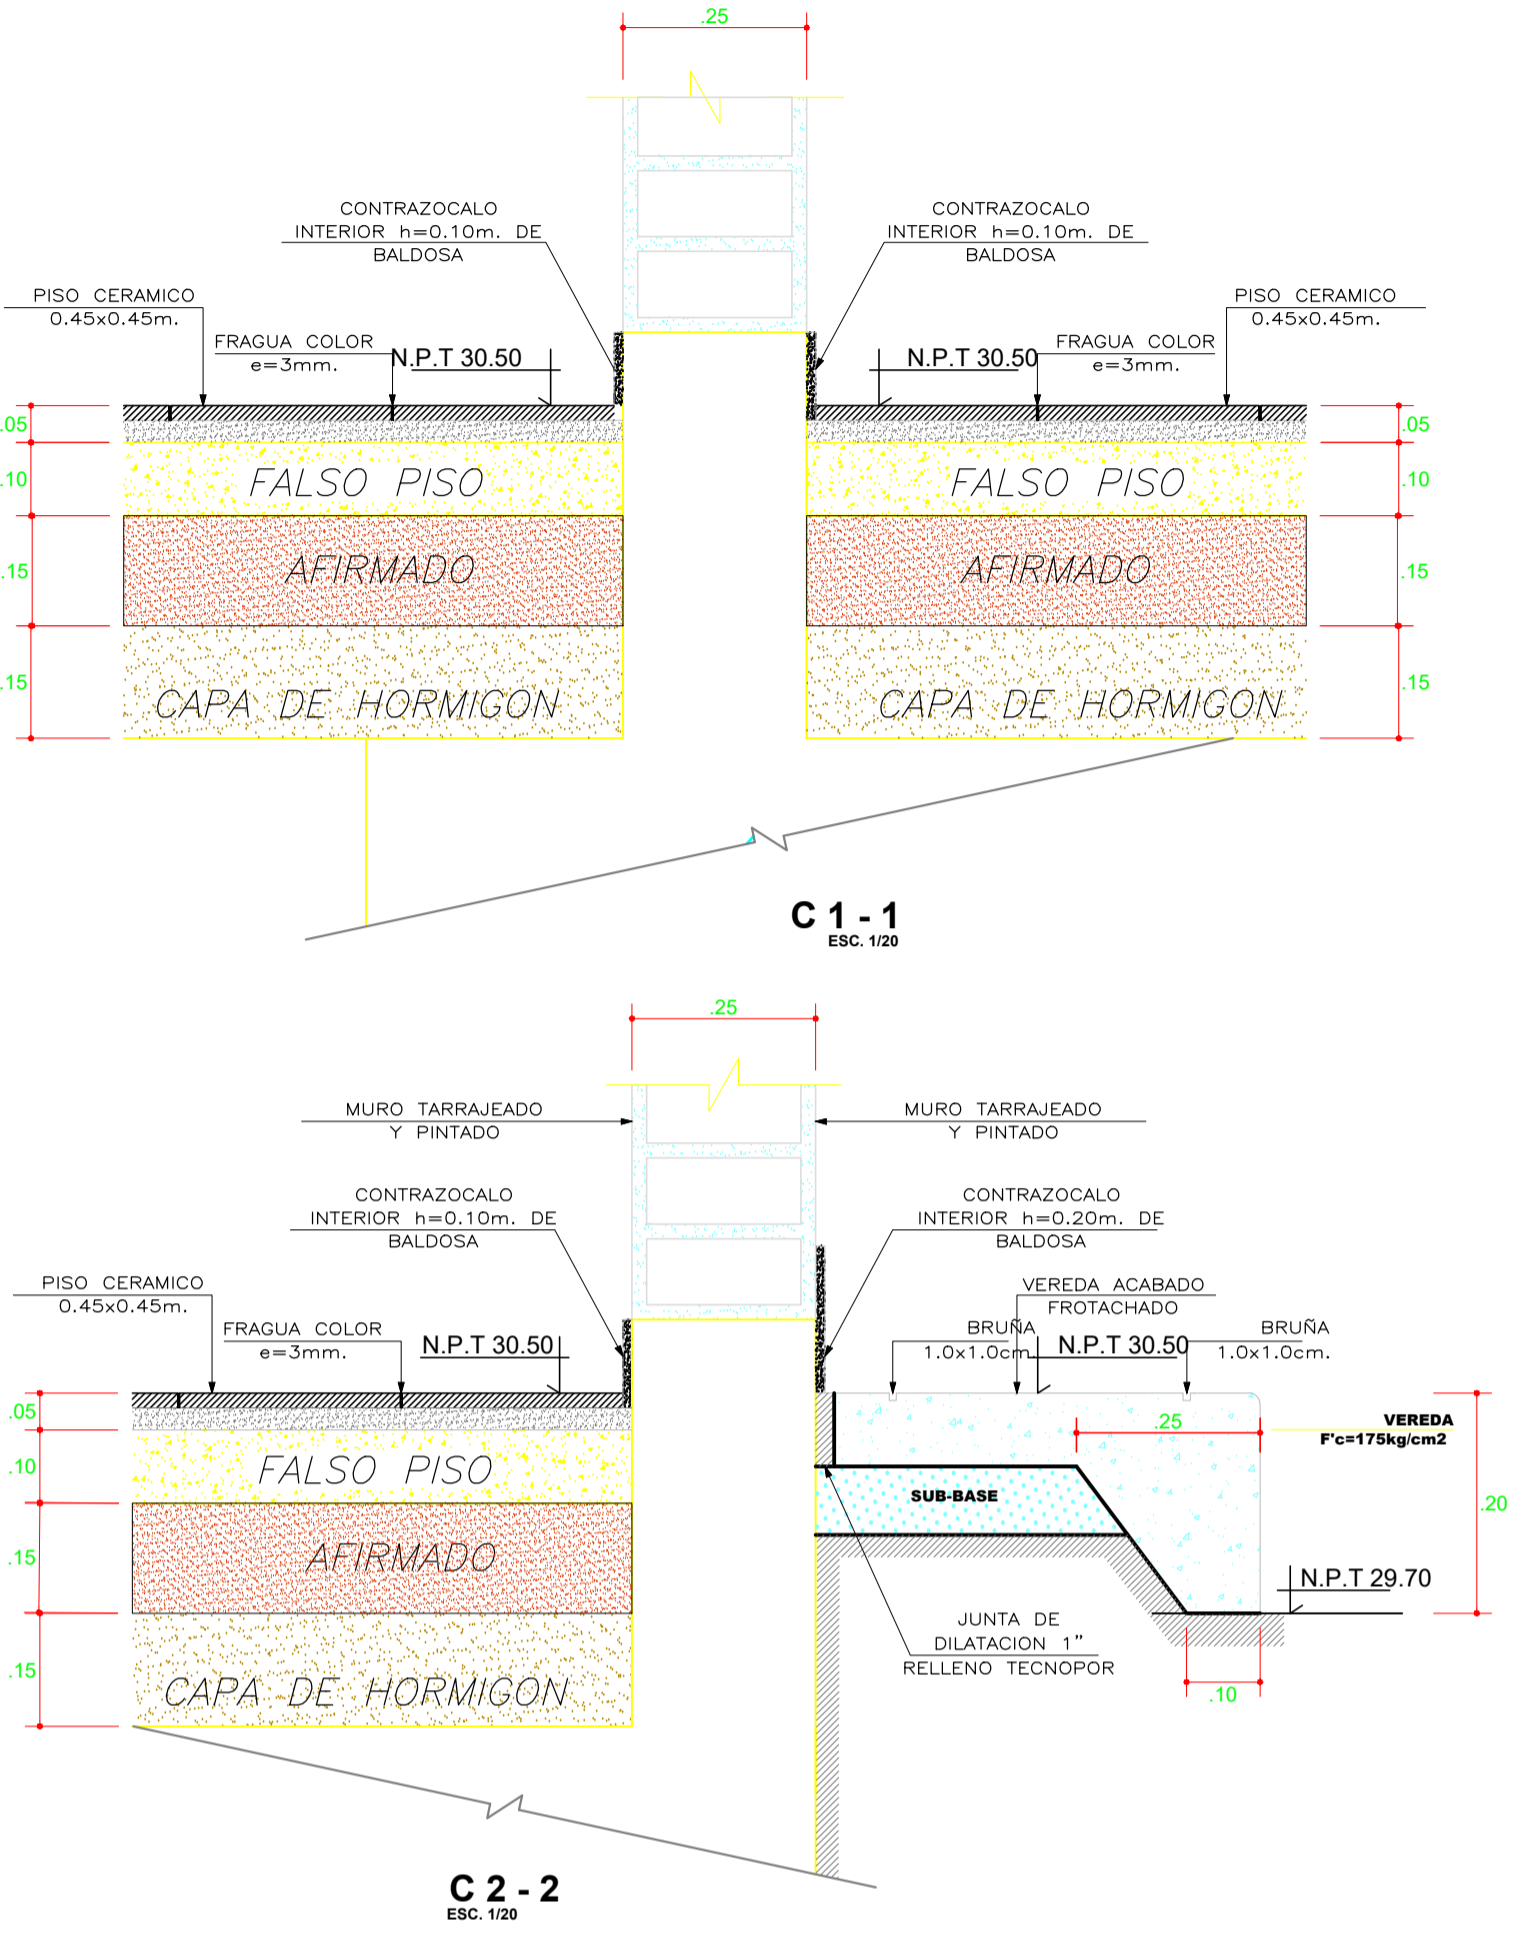 .25
CONTRAZOCALO
INTERIOR h=0.10m. DE
BALDOSA
CONTRAZOCALO
INTERIOR h=0.10m. DE
BALDOSA
PISO CERAMICO
0.45x0.45m.
FRAGUA COLOR
e=3mm.
N.P.T 30.50
N.P.T 30.50
FRAGUA COLOR
e=3mm.
PISO CERAMICO
0.45x0.45m.
.05
.10
.15
.15
FALSO PISO
AFIRMADO
CAPA DE HORMIGON
FALSO PISO
AFIRMADO
CAPA DE HORMIGON
.05
.10
.15
.15
C 1 - 1
ESC. 1/20
.25
MURO TARRAJEADO
Y PINTADO
MURO TARRAJEADO
Y PINTADO
CONTRAZOCALO
INTERIOR h=0.10m. DE
BALDOSA
CONTRAZOCALO
INTERIOR h=0.20m. DE
BALDOSA
PISO CERAMICO
0.45x0.45m.
FRAGUA COLOR
e=3mm.
N.P.T 30.50
VEREDA ACABADO
FROTACHADO
BRUÑA
1.0x1.0cm.
N.P.T 30.50
BRUÑA
1.0x1.0cm.
.05
.10
.15
.15
FALSO PISO
AFIRMADO
CAPA DE HORMIGON
.25
VEREDA
F'c=175kg/cm2
SUB-BASE
.20
N.P.T 29.70
JUNTA DE
DILATACION 1"
RELLENO TECNOPOR
.10
C 2 - 2
ESC. 1/20